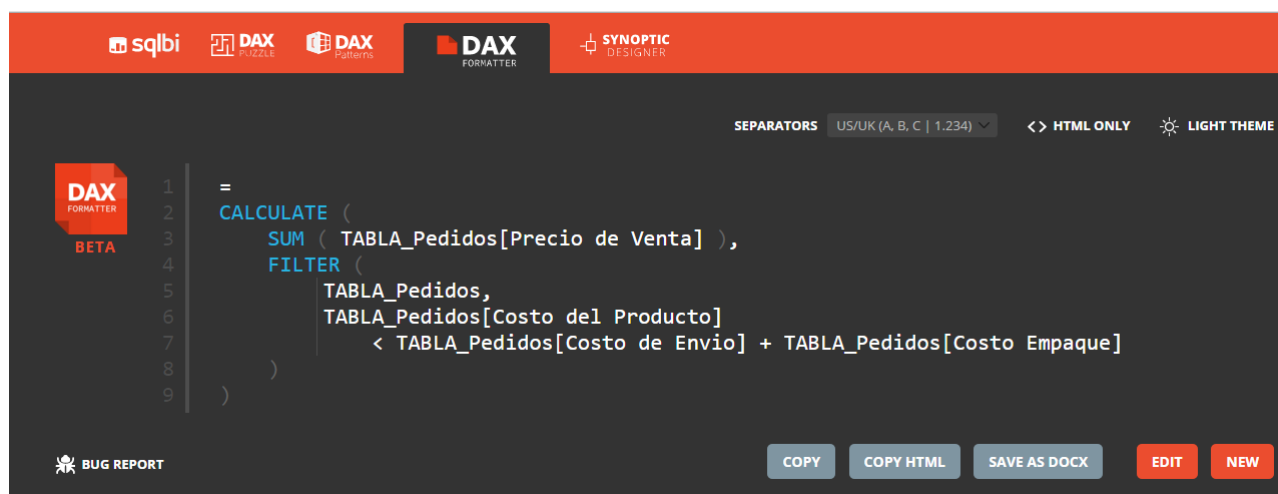 sqlbi DAX PUZZLE DAX Patterns DAX FORMATTER SYNOPTIC DESIGNER
SEPARATORS US/UK (A, B, C | 1.234) <> HTML ONLY LIGHT THEME
DAX FORMATTER
BETA
1 =
2 CALCULATE (
3 SUM ( TABLA_Pedidos[Precio de Venta] ),
4 FILTER (
5 TABLA_Pedidos,
6 TABLA_Pedidos[Costo del Producto]
7 < TABLA_Pedidos[Costo de Envio] + TABLA_Pedidos[Costo Empaque]
8 )
9 )
BUG REPORT COPY COPY HTML SAVE AS DOCX EDIT NEW